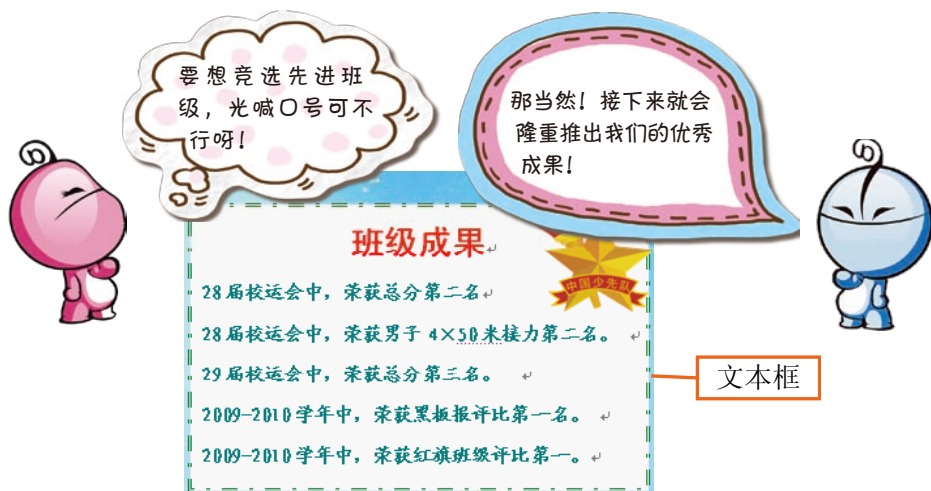 要想竞选先进班
级，光喊口号可不
行呀！
那当然！接下来就会
隆重推出我们的优秀
成果！
班级成果
中国少先队
28届校运会中，荣获总分第二名
28届校运会中，荣获男子 4×50米接力第二名。
29届校运会中，荣获总分第三名。
2009-2010学年中，荣获黑板报评比第一名。
2009-2010学年中，荣获红旗班级评比第一。
文本框